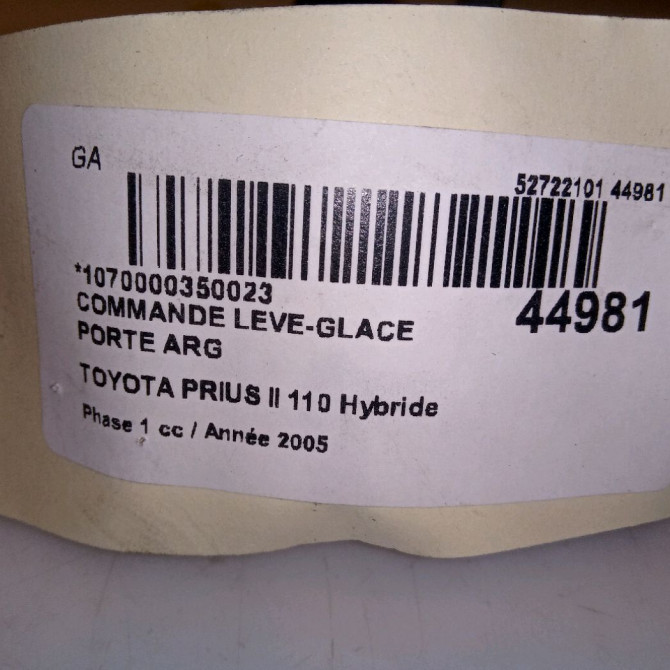 GA
52722101 44981
*1070000350023
44981
COMMANDE LEVE-GLACE
PORTE ARG
TOYOTA PRIUS II 110 Hybride
Phase 1 cc / Année 2005